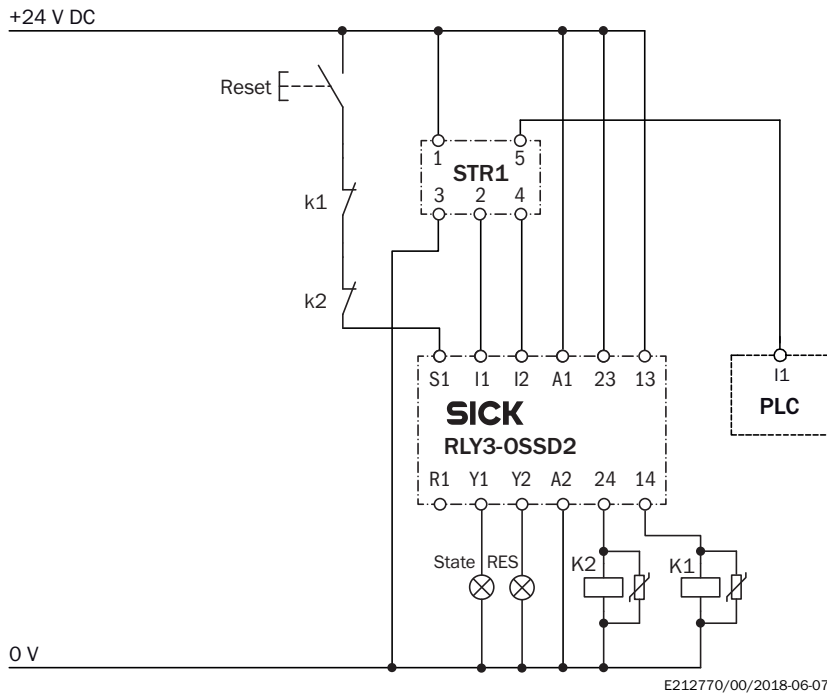 +24 V DC
Reset
1 5
STR1
3 2 4
k1
k2
S1 I1 I2 A1 23 13
I1
PLC
SICK
RLY3-OSSD2
R1 Y1 Y2 A2 24 14
State RES K2 K1
0 V
E212770/00/2018-06-07